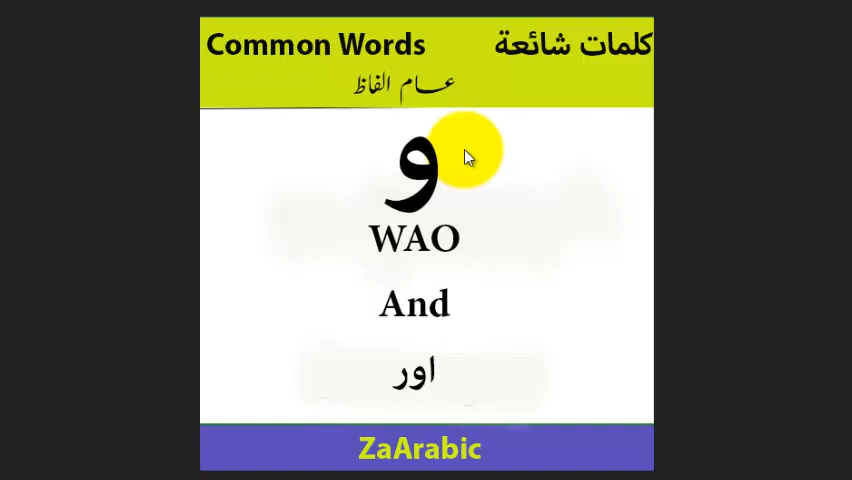 Common Words كلمات شائعة
عام الفاظ
و
WAO
And
اور
ZaArabic